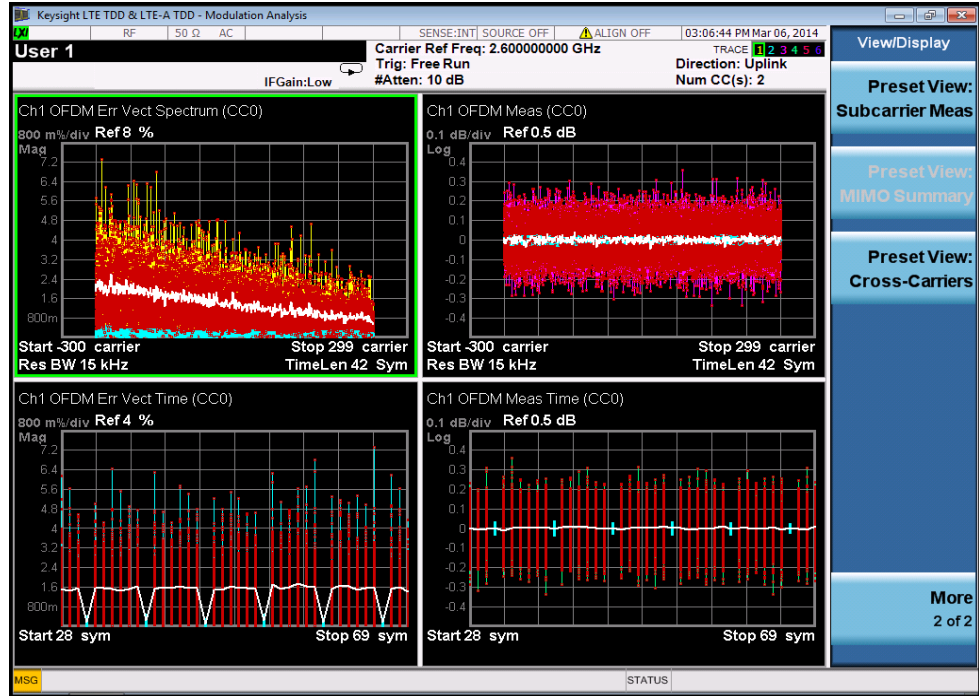 Keysight LTE TDD & LTE-A TDD - Modulation Analysis
LXI RF 50 Ω AC SENSE:INT SOURCE OFF ALIGN OFF 03:06:44 PM Mar 06, 2014
User 1
Carrier Ref Freq: 2.600000000 GHz
TRACE 1 2 3 4 5 6
Trig: Free Run
Direction: Uplink
IFGain:Low
#Atten: 10 dB
Num CC(s): 2
View/Display
Preset View:
Subcarrier Meas
Preset View:
MIMO Summary
Preset View:
Cross-Carriers
More
2 of 2
Ch1 OFDM Err Vect Spectrum (CC0)
800 m%/div Ref 8 %
Mag
7.2
6.4
5.6
4.8
4
3.2
2.4
1.6
800m
Start -300 carrier Stop 299 carrier
Res BW 15 kHz TimeLen 42 Sym
Ch1 OFDM Meas (CC0)
0.1 dB/div Ref 0.5 dB
Log
0.4
0.3
0.2
0.1
0
-0.1
-0.2
-0.3
-0.4
Start -300 carrier Stop 299 carrier
Res BW 15 kHz TimeLen 42 Sym
Ch1 OFDM Err Vect Time (CC0)
800 m%/div Ref 4 %
Mag
7.2
6.4
5.6
4.8
4
3.2
2.4
1.6
800m
Start 28 sym Stop 69 sym
Ch1 OFDM Meas Time (CC0)
0.1 dB/div Ref 0.5 dB
Log
0.4
0.3
0.2
0.1
0
-0.1
-0.2
-0.3
-0.4
Start 28 sym Stop 69 sym
MSG
STATUS